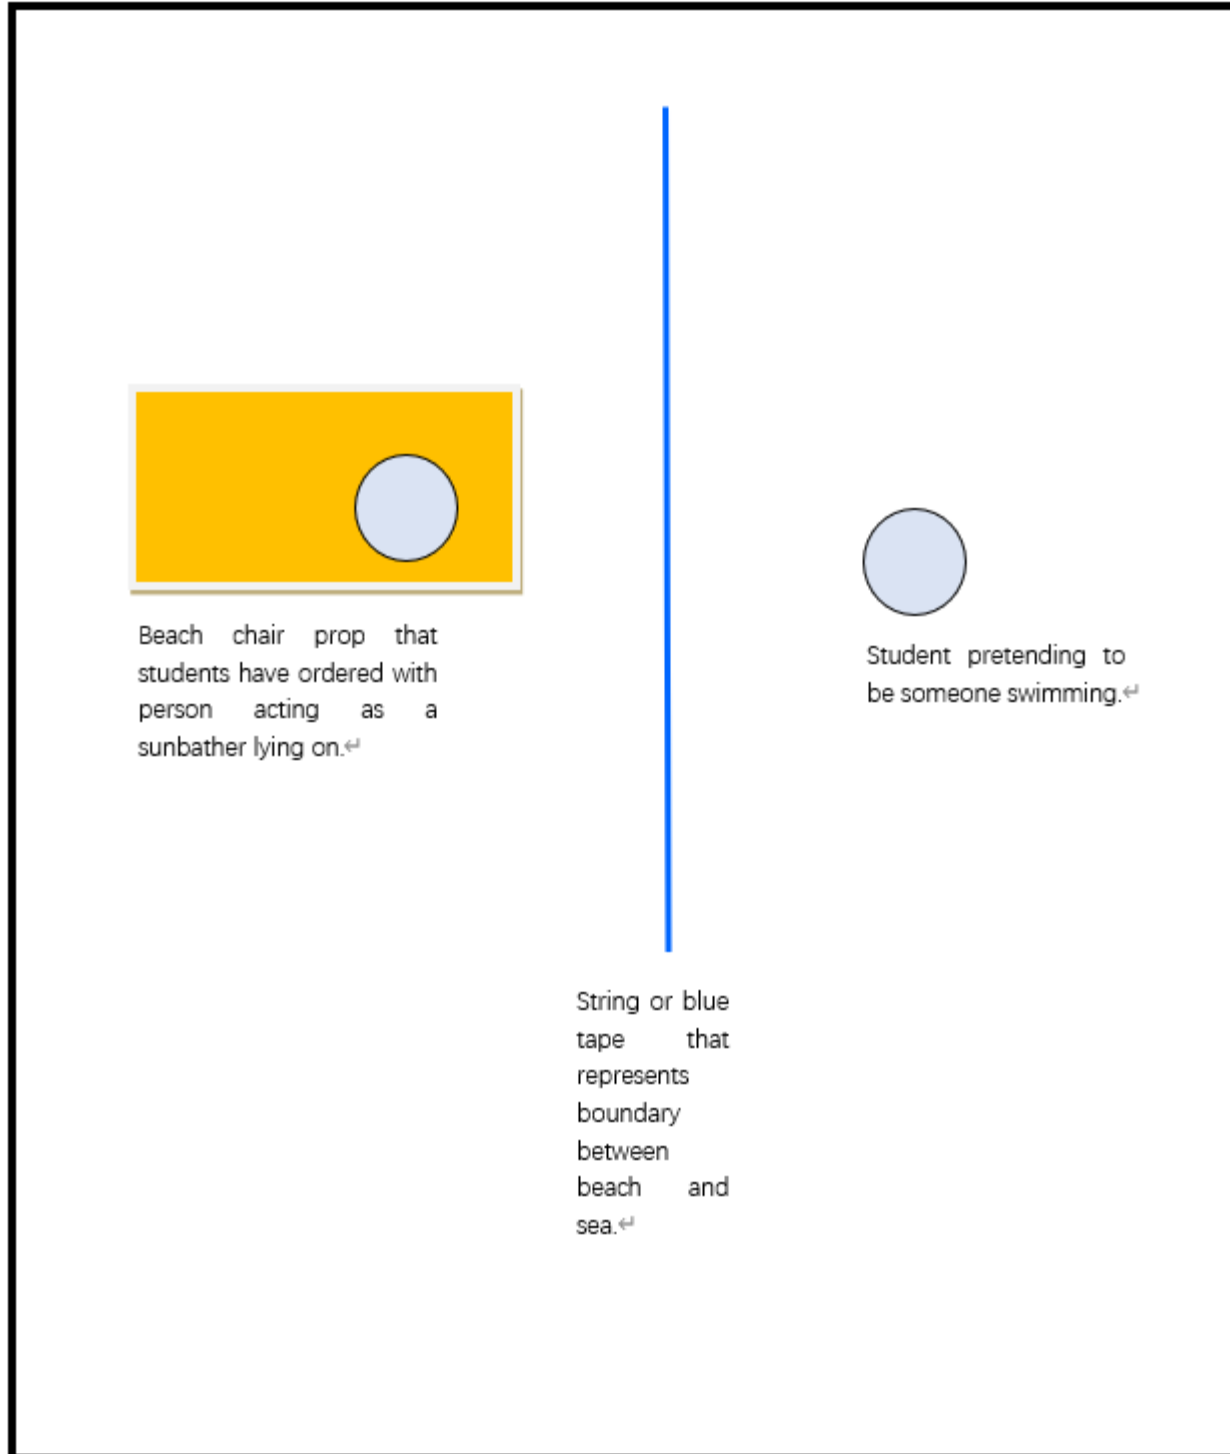 Beach chair prop that
students have ordered with
person acting as a
sunbather lying on.↵
Student pretending to
be someone swimming.↵
String or blue
tape that
represents
boundary
between
beach and
sea.↵